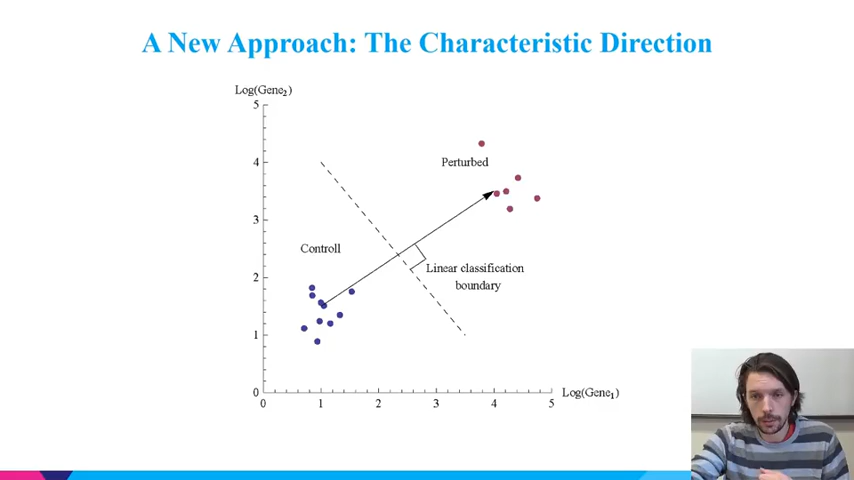 A New Approach: The Characteristic Direction
Log(Gene₂)
5
4
3
2
1
0
Perturbed
Controll
Linear classification
boundary
0 1 2 3 4 5
Log(Gene₁)